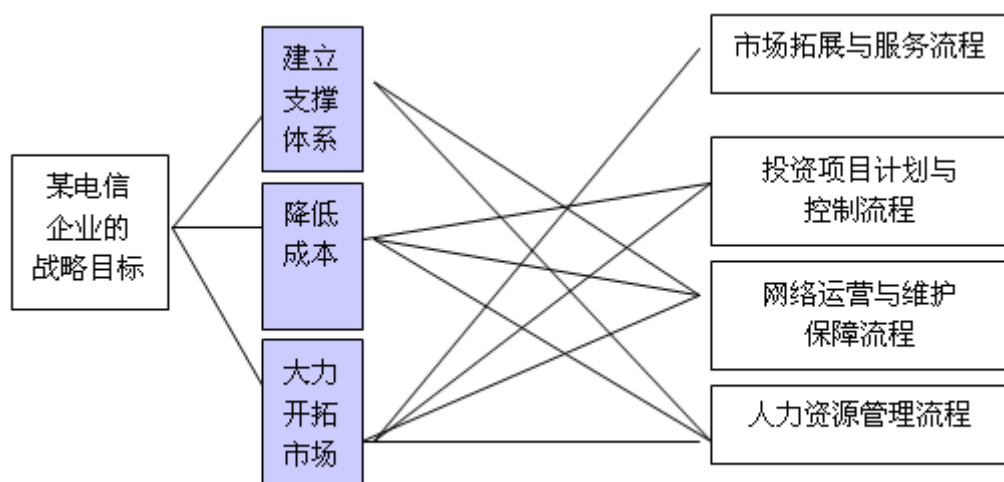 某电信
企业的
战略目标
建立
支撑
体系
降低
成本
大力
开拓
市场
市场拓展与服务流程
投资项目计划与
控制流程
网络运营与维护
保障流程
人力资源管理流程